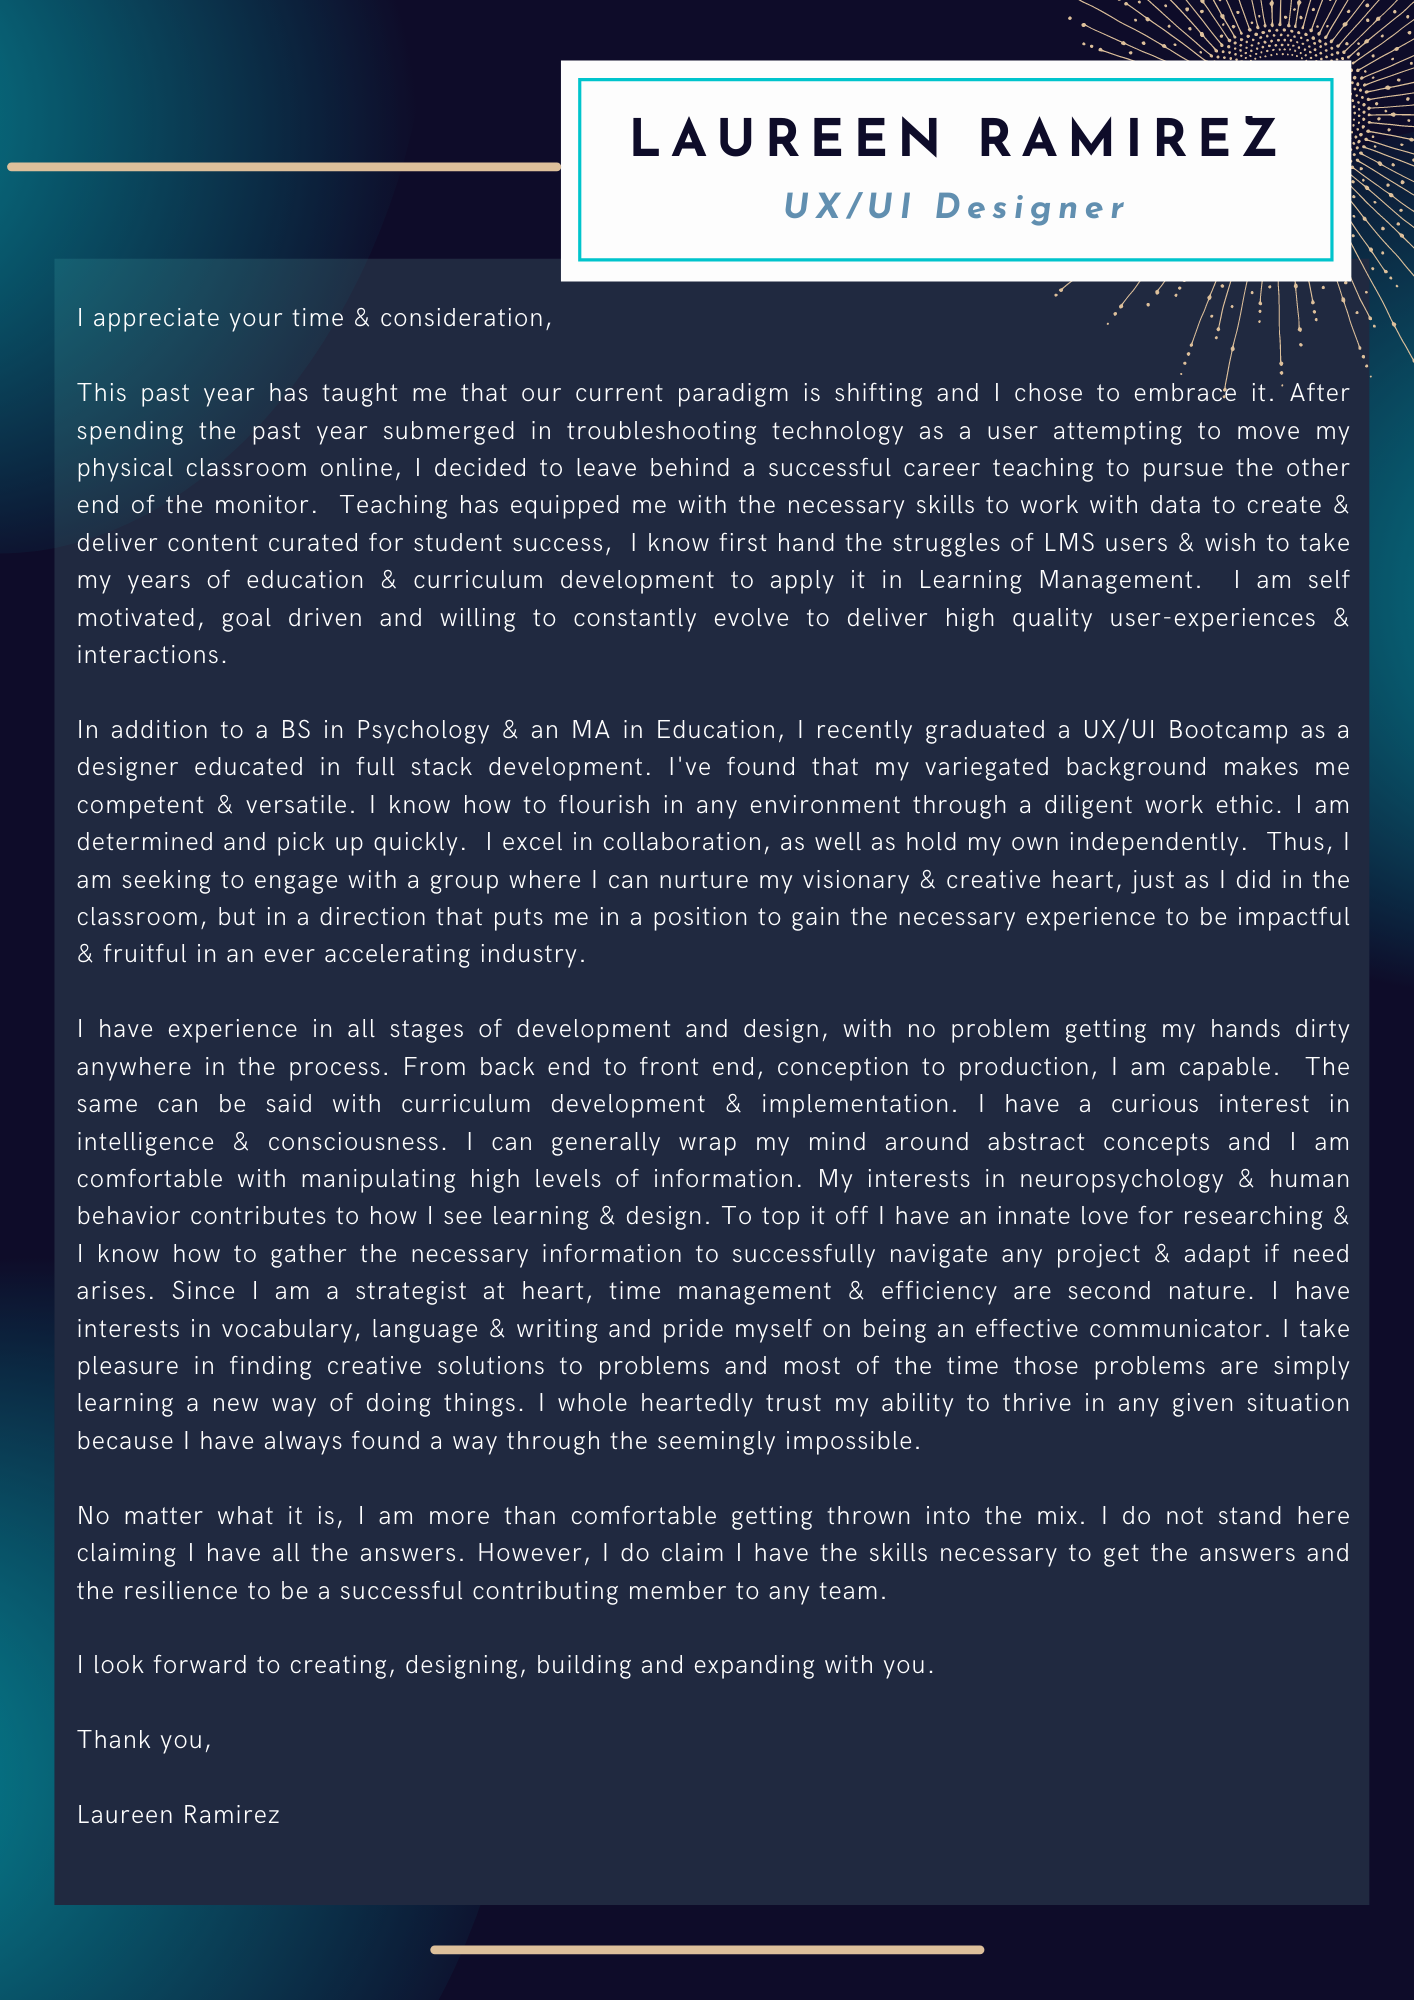 LAUREEN RAMIREZ
UX/UI Designer
I appreciate your time & consideration,
This past year has taught me that our current paradigm is shifting and I chose to embrace it. After
spending the past year submerged in troubleshooting technology as a user attempting to move my
physical classroom online, I decided to leave behind a successful career teaching to pursue the other
end of the monitor. Teaching has equipped me with the necessary skills to work with data to create &
deliver content curated for student success, I know first hand the struggles of LMS users & wish to take
my years of education & curriculum development to apply it in Learning Management. I am self
motivated, goal driven and willing to constantly evolve to deliver high quality user-experiences &
interactions.
In addition to a BS in Psychology & an MA in Education, I recently graduated a UX/UI Bootcamp as a
designer educated in full stack development. I've found that my variegated background makes me
competent & versatile. I know how to flourish in any environment through a diligent work ethic. I am
determined and pick up quickly. I excel in collaboration, as well as hold my own independently. Thus, I
am seeking to engage with a group where I can nurture my visionary & creative heart, just as I did in the
classroom, but in a direction that puts me in a position to gain the necessary experience to be impactful
& fruitful in an ever accelerating industry.
I have experience in all stages of development and design, with no problem getting my hands dirty
anywhere in the process. From back end to front end, conception to production, I am capable. The
same can be said with curriculum development & implementation. I have a curious interest in
intelligence & consciousness. I can generally wrap my mind around abstract concepts and I am
comfortable with manipulating high levels of information. My interests in neuropsychology & human
behavior contributes to how I see learning & design. To top it off I have an innate love for researching &
I know how to gather the necessary information to successfully navigate any project & adapt if need
arises. Since I am a strategist at heart, time management & efficiency are second nature. I have
interests in vocabulary, language & writing and pride myself on being an effective communicator. I take
pleasure in finding creative solutions to problems and most of the time those problems are simply
learning a new way of doing things. I whole heartedly trust my ability to thrive in any given situation
because I have always found a way through the seemingly impossible.
No matter what it is, I am more than comfortable getting thrown into the mix. I do not stand here
claiming I have all the answers. However, I do claim I have the skills necessary to get the answers and
the resilience to be a successful contributing member to any team.
I look forward to creating, designing, building and expanding with you.
Thank you,
Laureen Ramirez